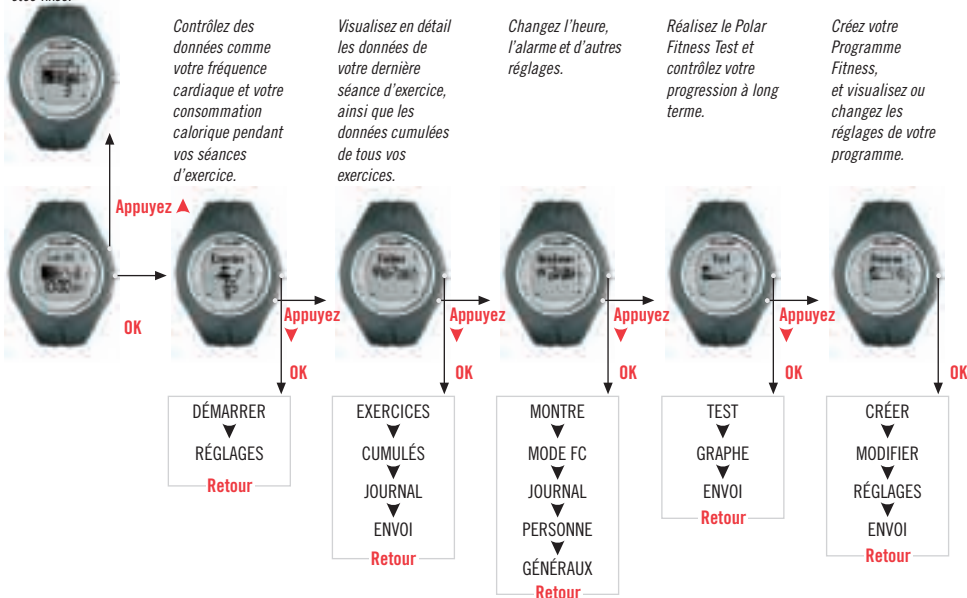 Contrôlez des
données comme
votre fréquence
cardiaque et votre
consommation
calorique pendant
vos séances
d'exercice.
Visualisez en détail
les données de
votre dernière
séance d'exercice,
ainsi que les
données cumulées
de tous vos
exercices.
Changez l'heure,
l'alarme et d'autres
réglages.
Réalisez le Polar
Fitness Test et
contrôlez votre
progression à long
terme.
Créez votre
Programme
Fitness,
et visualisez ou
changez les
réglages de votre
programme.
Appuyez
OK
Appuyez
OK
Appuyez
OK
Appuyez
OK
Appuyez
OK
OK
DÉMARRER
RÉGLAGES
Retour
EXERCICES
CUMULÉS
JOURNAL
ENVOI
Retour
MONTRE
MODE FC
JOURNAL
PERSONNE
GÉNÉRAUX
Retour
TEST
GRAPHE
ENVOI
Retour
CRÉER
MODIFIER
RÉGLAGES
ENVOI
Retour